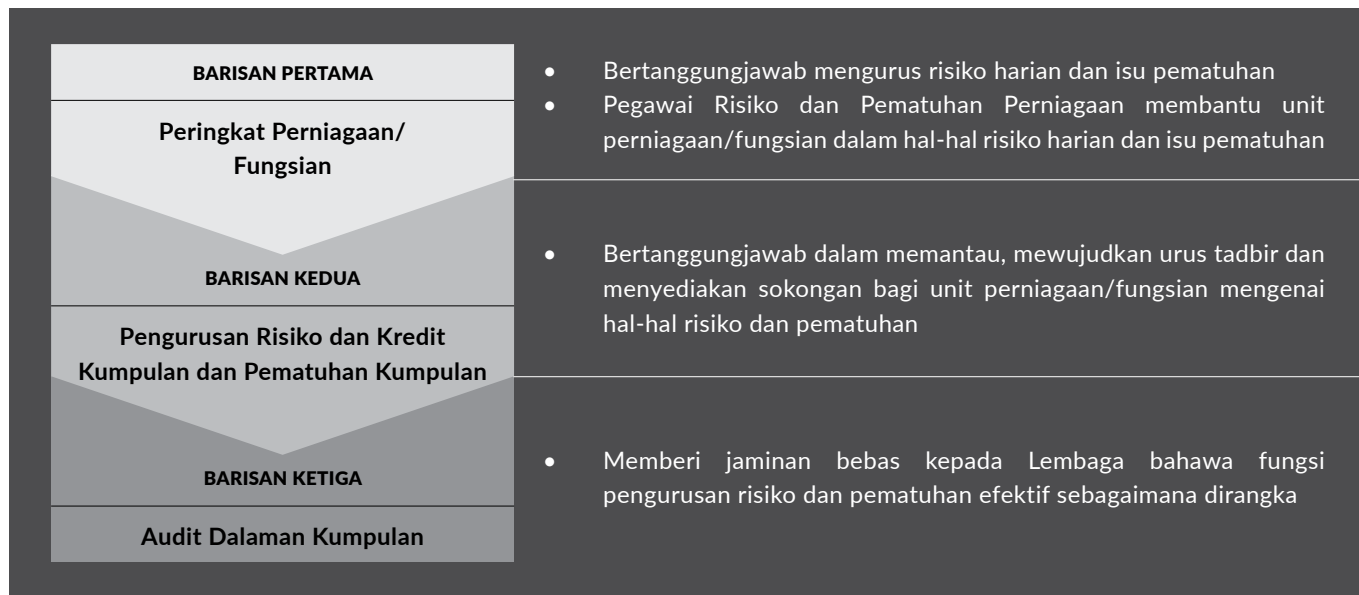 BARISAN PERTAMA
Peringkat Perniagaan/
Fungsian
• Bertanggungjawab mengurus risiko harian dan isu pematuhan
• Pegawai Risiko dan Pematuhan Perniagaan membantu unit
perniagaan/fungsian dalam hal-hal risiko harian dan isu pematuhan
BARISAN KEDUA
Pengurusan Risiko dan Kredit
Kumpulan dan Pematuhan Kumpulan
• Bertanggungjawab dalam memantau, mewujudkan urus tadbir dan
menyediakan sokongan bagi unit perniagaan/fungsian mengenai
hal-hal risiko dan pematuhan
BARISAN KETIGA
Audit Dalaman Kumpulan
• Memberi jaminan bebas kepada Lembaga bahawa fungsi
pengurusan risiko dan pematuhan efektif sebagaimana dirangka